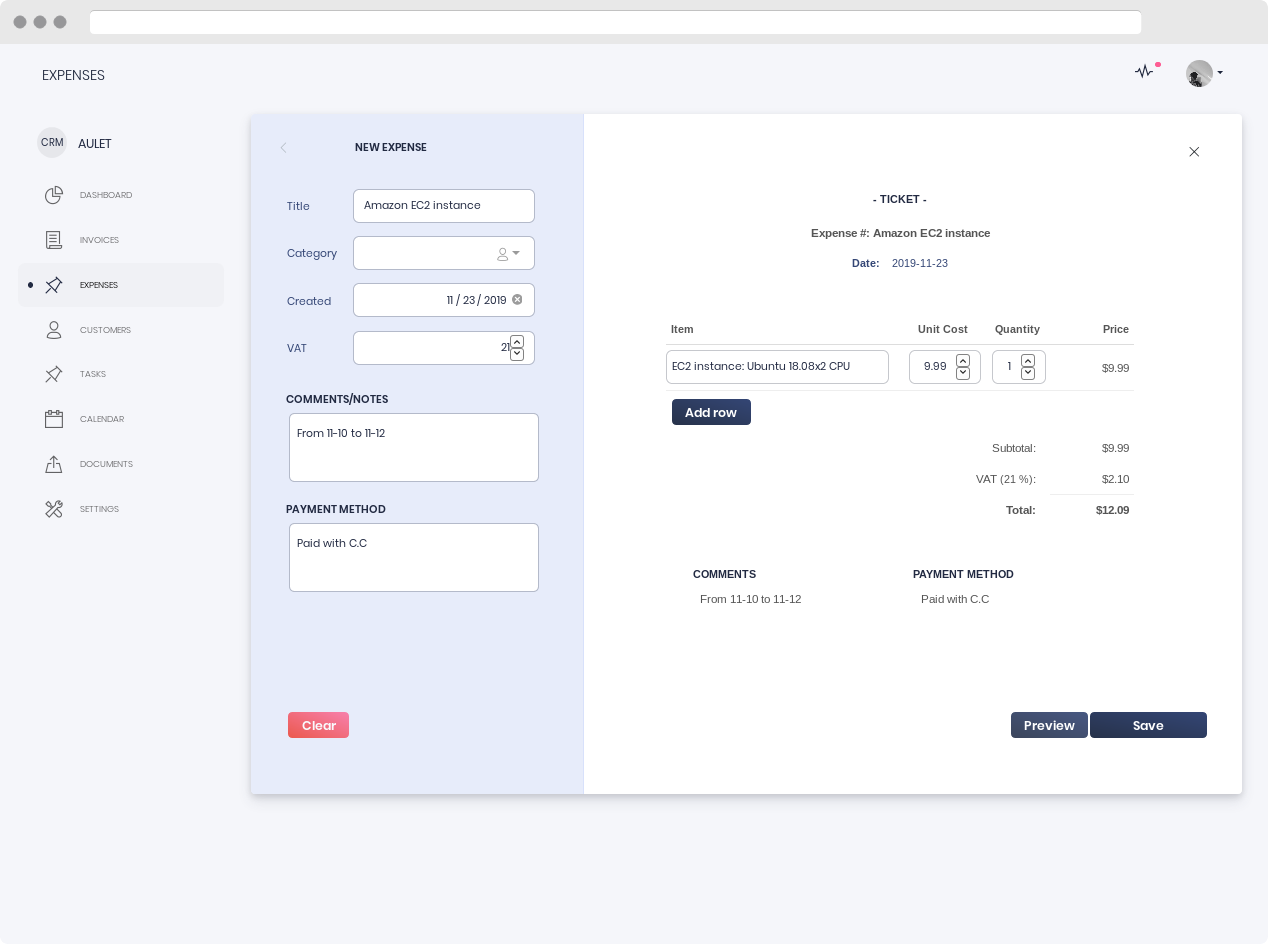 EXPENSES
CRM AULET
DASHBOARD
INVOICES
EXPENSES
CUSTOMERS
TASKS
CALENDAR
DOCUMENTS
SETTINGS
NEW EXPENSE
Title Amazon EC2 instance
Category
Created 11 / 23 / 2019
VAT 21
COMMENTS/NOTES
From 11-10 to 11-12
PAYMENT METHOD
Paid with C.C
Clear
- TICKET -
Expense #: Amazon EC2 instance
Date: 2019-11-23
Item Unit Cost Quantity Price
EC2 instance: Ubuntu 18.08x2 CPU 9.99 1 $9.99
Add row
Subtotal: $9.99
VAT (21 %): $2.10
Total: $12.09
COMMENTS PAYMENT METHOD
From 11-10 to 11-12 Paid with C.C
Preview Save